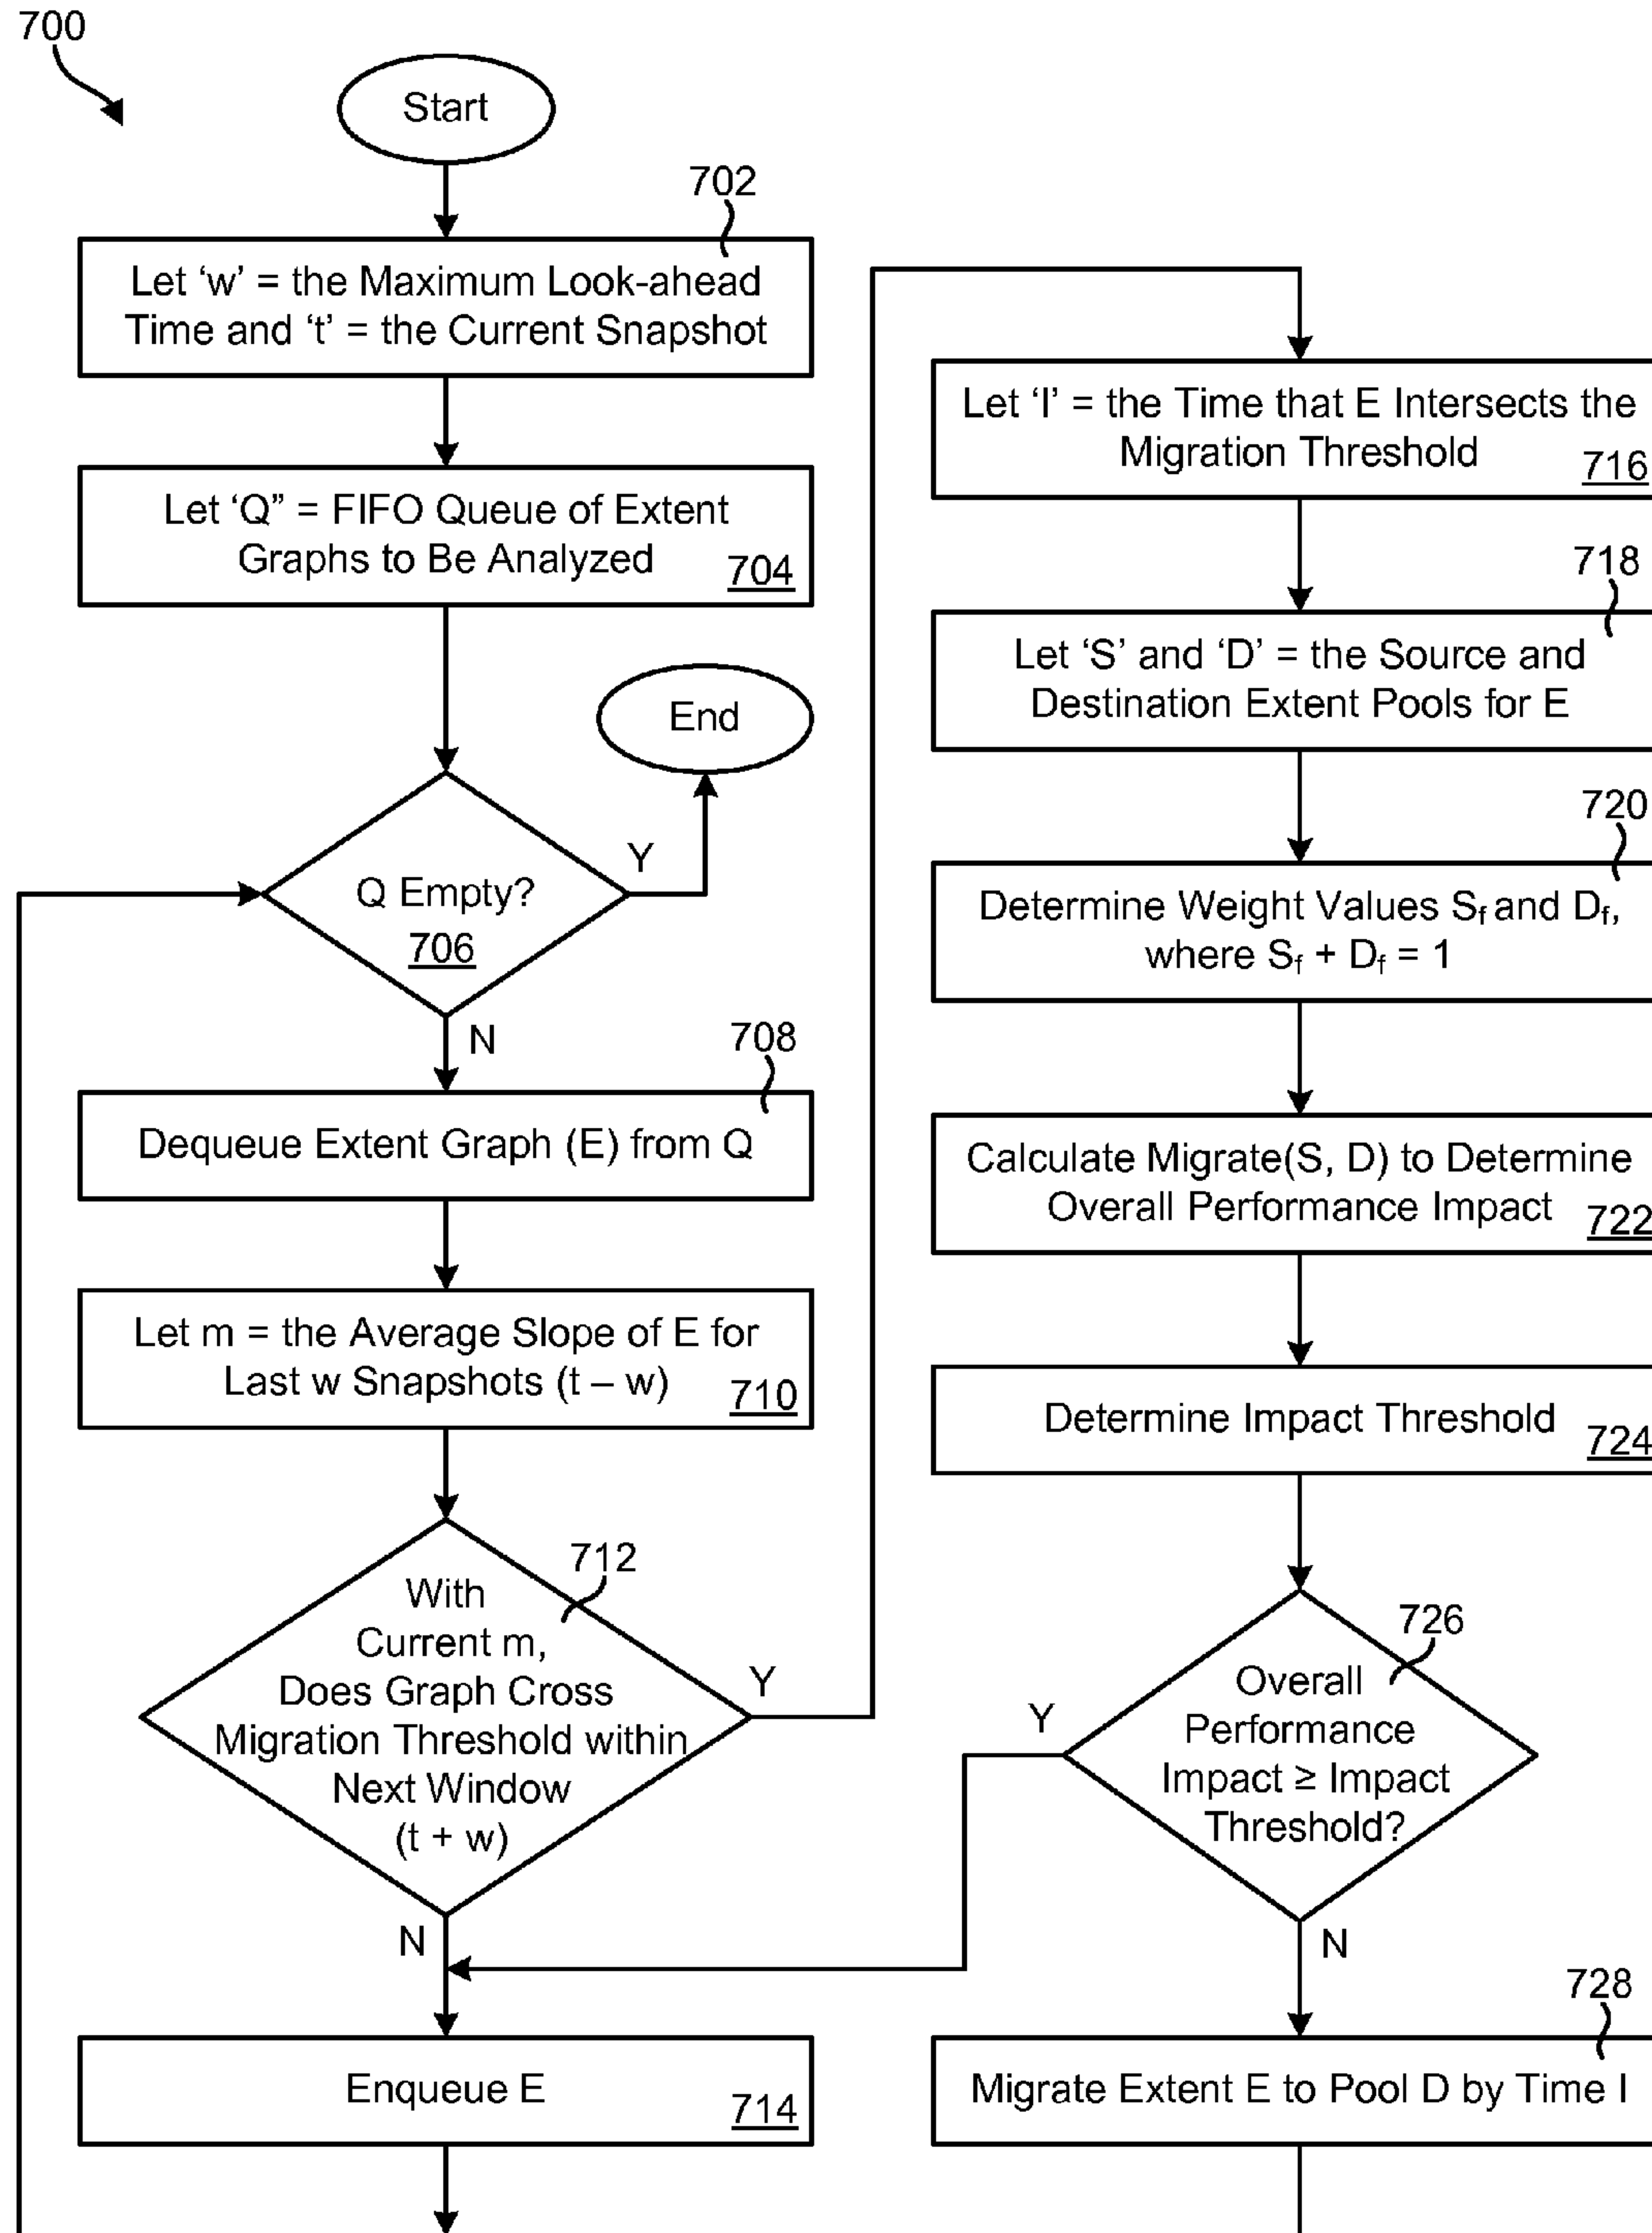 700
Start
702
Let ‘w’ = the Maximum Look-ahead
Time and ‘t’ = the Current Snapshot
Let ‘Q” = FIFO Queue of Extent
Graphs to Be Analyzed
704
End
Q Empty?
706
Y
N
708
Dequeue Extent Graph (E) from Q
Let m = the Average Slope of E for
Last w Snapshots (t – w)
710
712
With
Current m,
Does Graph Cross
Migration Threshold within
Next Window
(t + w)
Y
N
Enqueue E
714
Let ‘I’ = the Time that E Intersects the
Migration Threshold
716
718
Let ‘S’ and ‘D’ = the Source and
Destination Extent Pools for E
720
Determine Weight Values Sf and Df,
where Sf + Df = 1
Calculate Migrate(S, D) to Determine
Overall Performance Impact
722
Determine Impact Threshold
724
726
Overall
Performance
Impact ≥ Impact
Threshold?
Y
N
728
Migrate Extent E to Pool D by Time I